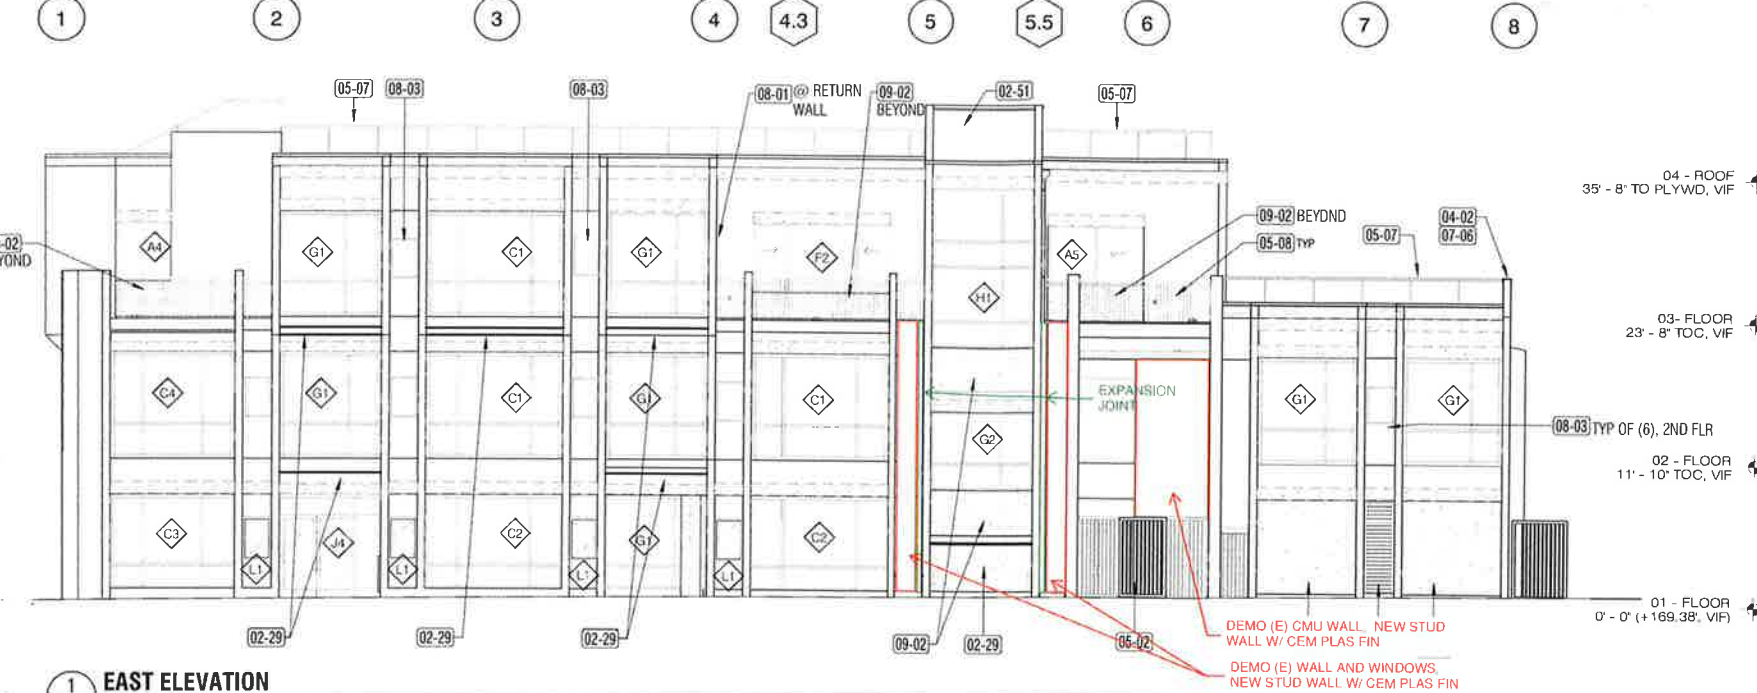 1 2 3 4 4.3 5 5.5 6 7 8
05-07 08-03 08-03 08-01 @ RETURN WALL
09-02 BEYOND
02-51
05-07
04 - ROOF
35' - 8" TO PLYWD, VIF
09-02 BEYOND
05-08 TYP
05-07
04-02
07-06
-02
YOND
A4 G1 C1 G1 F2 H1 A5
03- FLOOR
23' - 8" TOC, VIF
C4 G1 C1 G1 C1 G2 G1 G1
EXPANSION
JOINT
08-03 TYP OF (6), 2ND FLR
02 - FLOOR
11' - 10" TOC, VIF
C3 J4 C2 G1 C2
L1 L1 L1 L1
01 - FLOOR
0' - 0" (+169.38', VIF)
02-29 02-29 02-29 09-02 02-29 05-02
DEMO (E) CMU WALL, NEW STUD
WALL W/ CEM PLAS FIN
DEMO (E) WALL AND WINDOWS,
NEW STUD WALL W/ CEM PLAS FIN
1 EAST ELEVATION